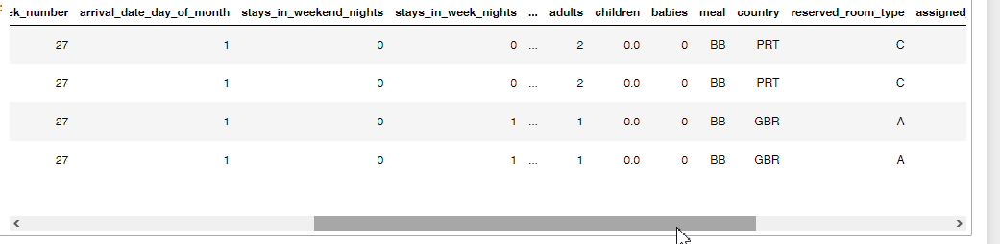 ek_number arrival_date_day_of_month stays_in_weekend_nights stays_in_week_nights ... adults children babies meal country reserved_room_type assigned
27 1 0 0 ... 2 0.0 0 BB PRT C
27 1 0 0 ... 2 0.0 0 BB PRT C
27 1 0 1 ... 1 0.0 0 BB GBR A
27 1 0 1 ... 1 0.0 0 BB GBR A